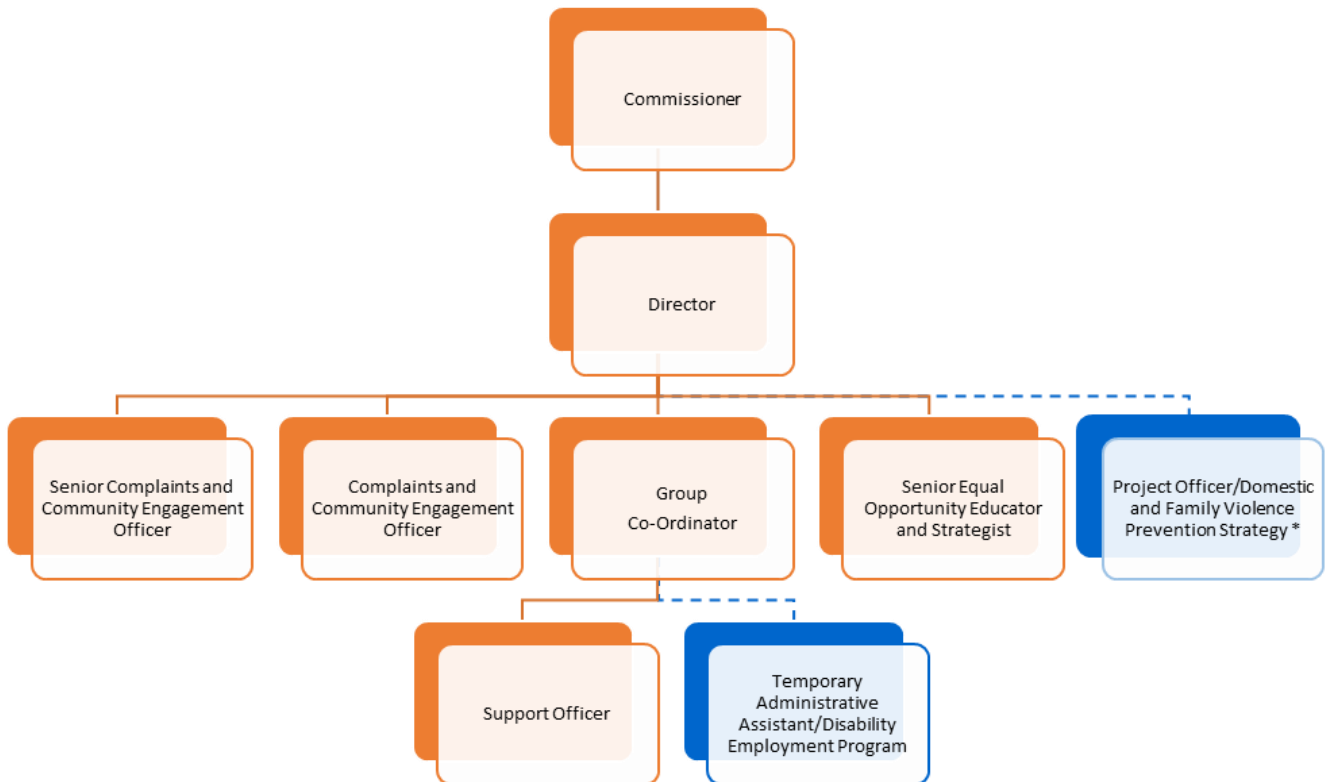 Commissioner
Director
Senior Complaints and
Community Engagement
Officer
Complaints and
Community Engagement
Officer
Group
Co-Ordinator
Senior Equal
Opportunity Educator
and Strategist
Project Officer/Domestic
and Family Violence
Prevention Strategy *
Support Officer
Temporary
Administrative
Assistant/Disability
Employment Program